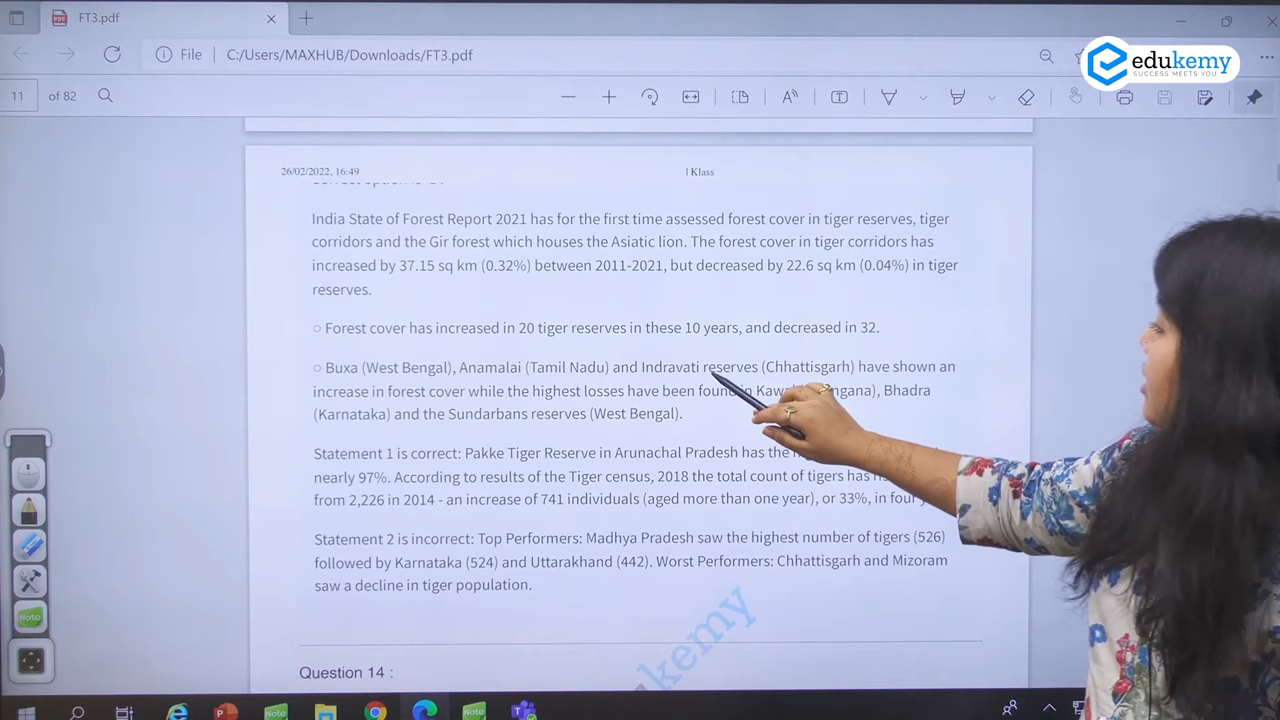 FT3.pdf
File C:/Users/MAXHUB/Downloads/FT3.pdf
edukemy
SUCCESS MEETS YOU
11 of 82
26/02/2022, 16:49 | Klass
India State of Forest Report 2021 has for the first time assessed forest cover in tiger reserves, tiger
corridors and the Gir forest which houses the Asiatic lion. The forest cover in tiger corridors has
increased by 37.15 sq km (0.32%) between 2011-2021, but decreased by 22.6 sq km (0.04%) in tiger
reserves.
○ Forest cover has increased in 20 tiger reserves in these 10 years, and decreased in 32.
○ Buxa (West Bengal), Anamalai (Tamil Nadu) and Indravati reserves (Chhattisgarh) have shown an
increase in forest cover while the highest losses have been found in Bhadra
(Karnataka) and the Sundarbans reserves (West Bengal).
Statement 1 is correct: Pakke Tiger Reserve in Arunachal Pradesh has the
nearly 97%. According to results of the Tiger census, 2018 the total count of tigers has
from 2,226 in 2014 - an increase of 741 individuals (aged more than one year), or 33%, in four
Statement 2 is incorrect: Top Performers: Madhya Pradesh saw the highest number of tigers (526)
followed by Karnataka (524) and Uttarakhand (442). Worst Performers: Chhattisgarh and Mizoram
saw a decline in tiger population.
Note
kemy
Question 14 :
Note
Note